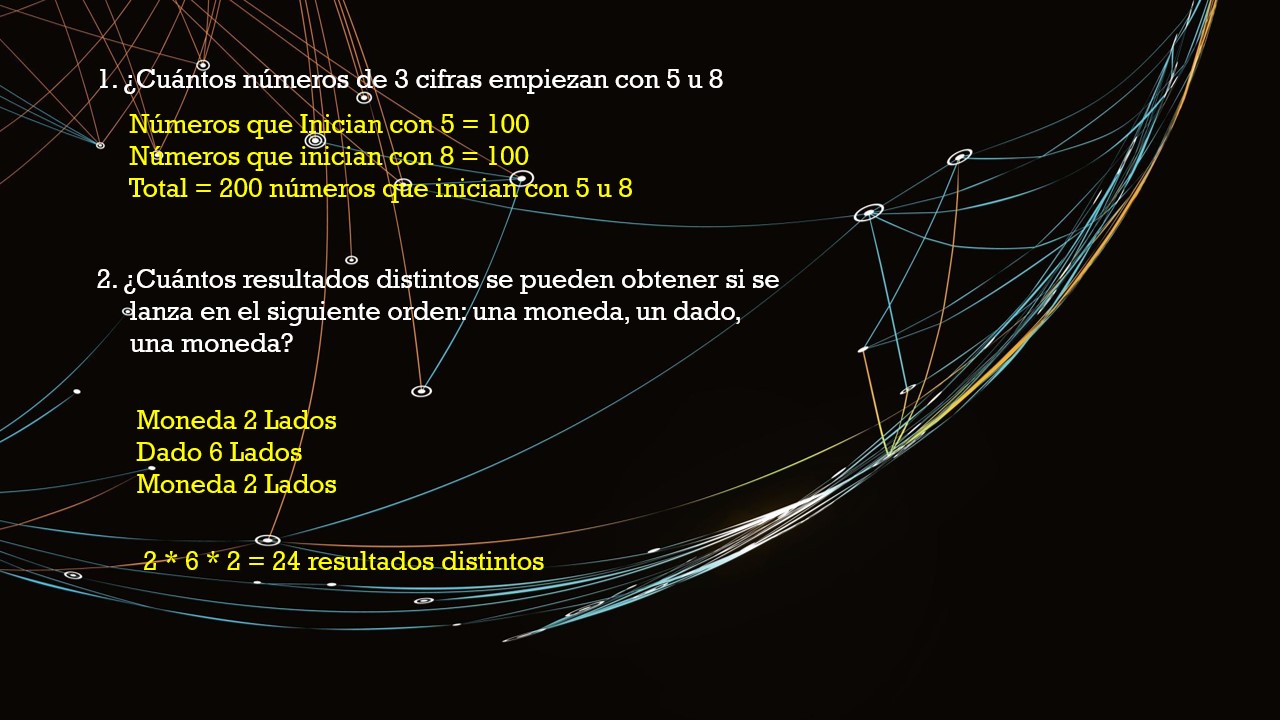 1. ¿Cuántos números de 3 cifras empiezan con 5 u 8
Números que Inician con 5 = 100
Números que inician con 8 = 100
Total = 200 números que inician con 5 u 8
2. ¿Cuántos resultados distintos se pueden obtener si se
lanza en el siguiente orden: una moneda, un dado,
una moneda?
Moneda 2 Lados
Dado 6 Lados
Moneda 2 Lados
2 * 6 * 2 = 24 resultados distintos